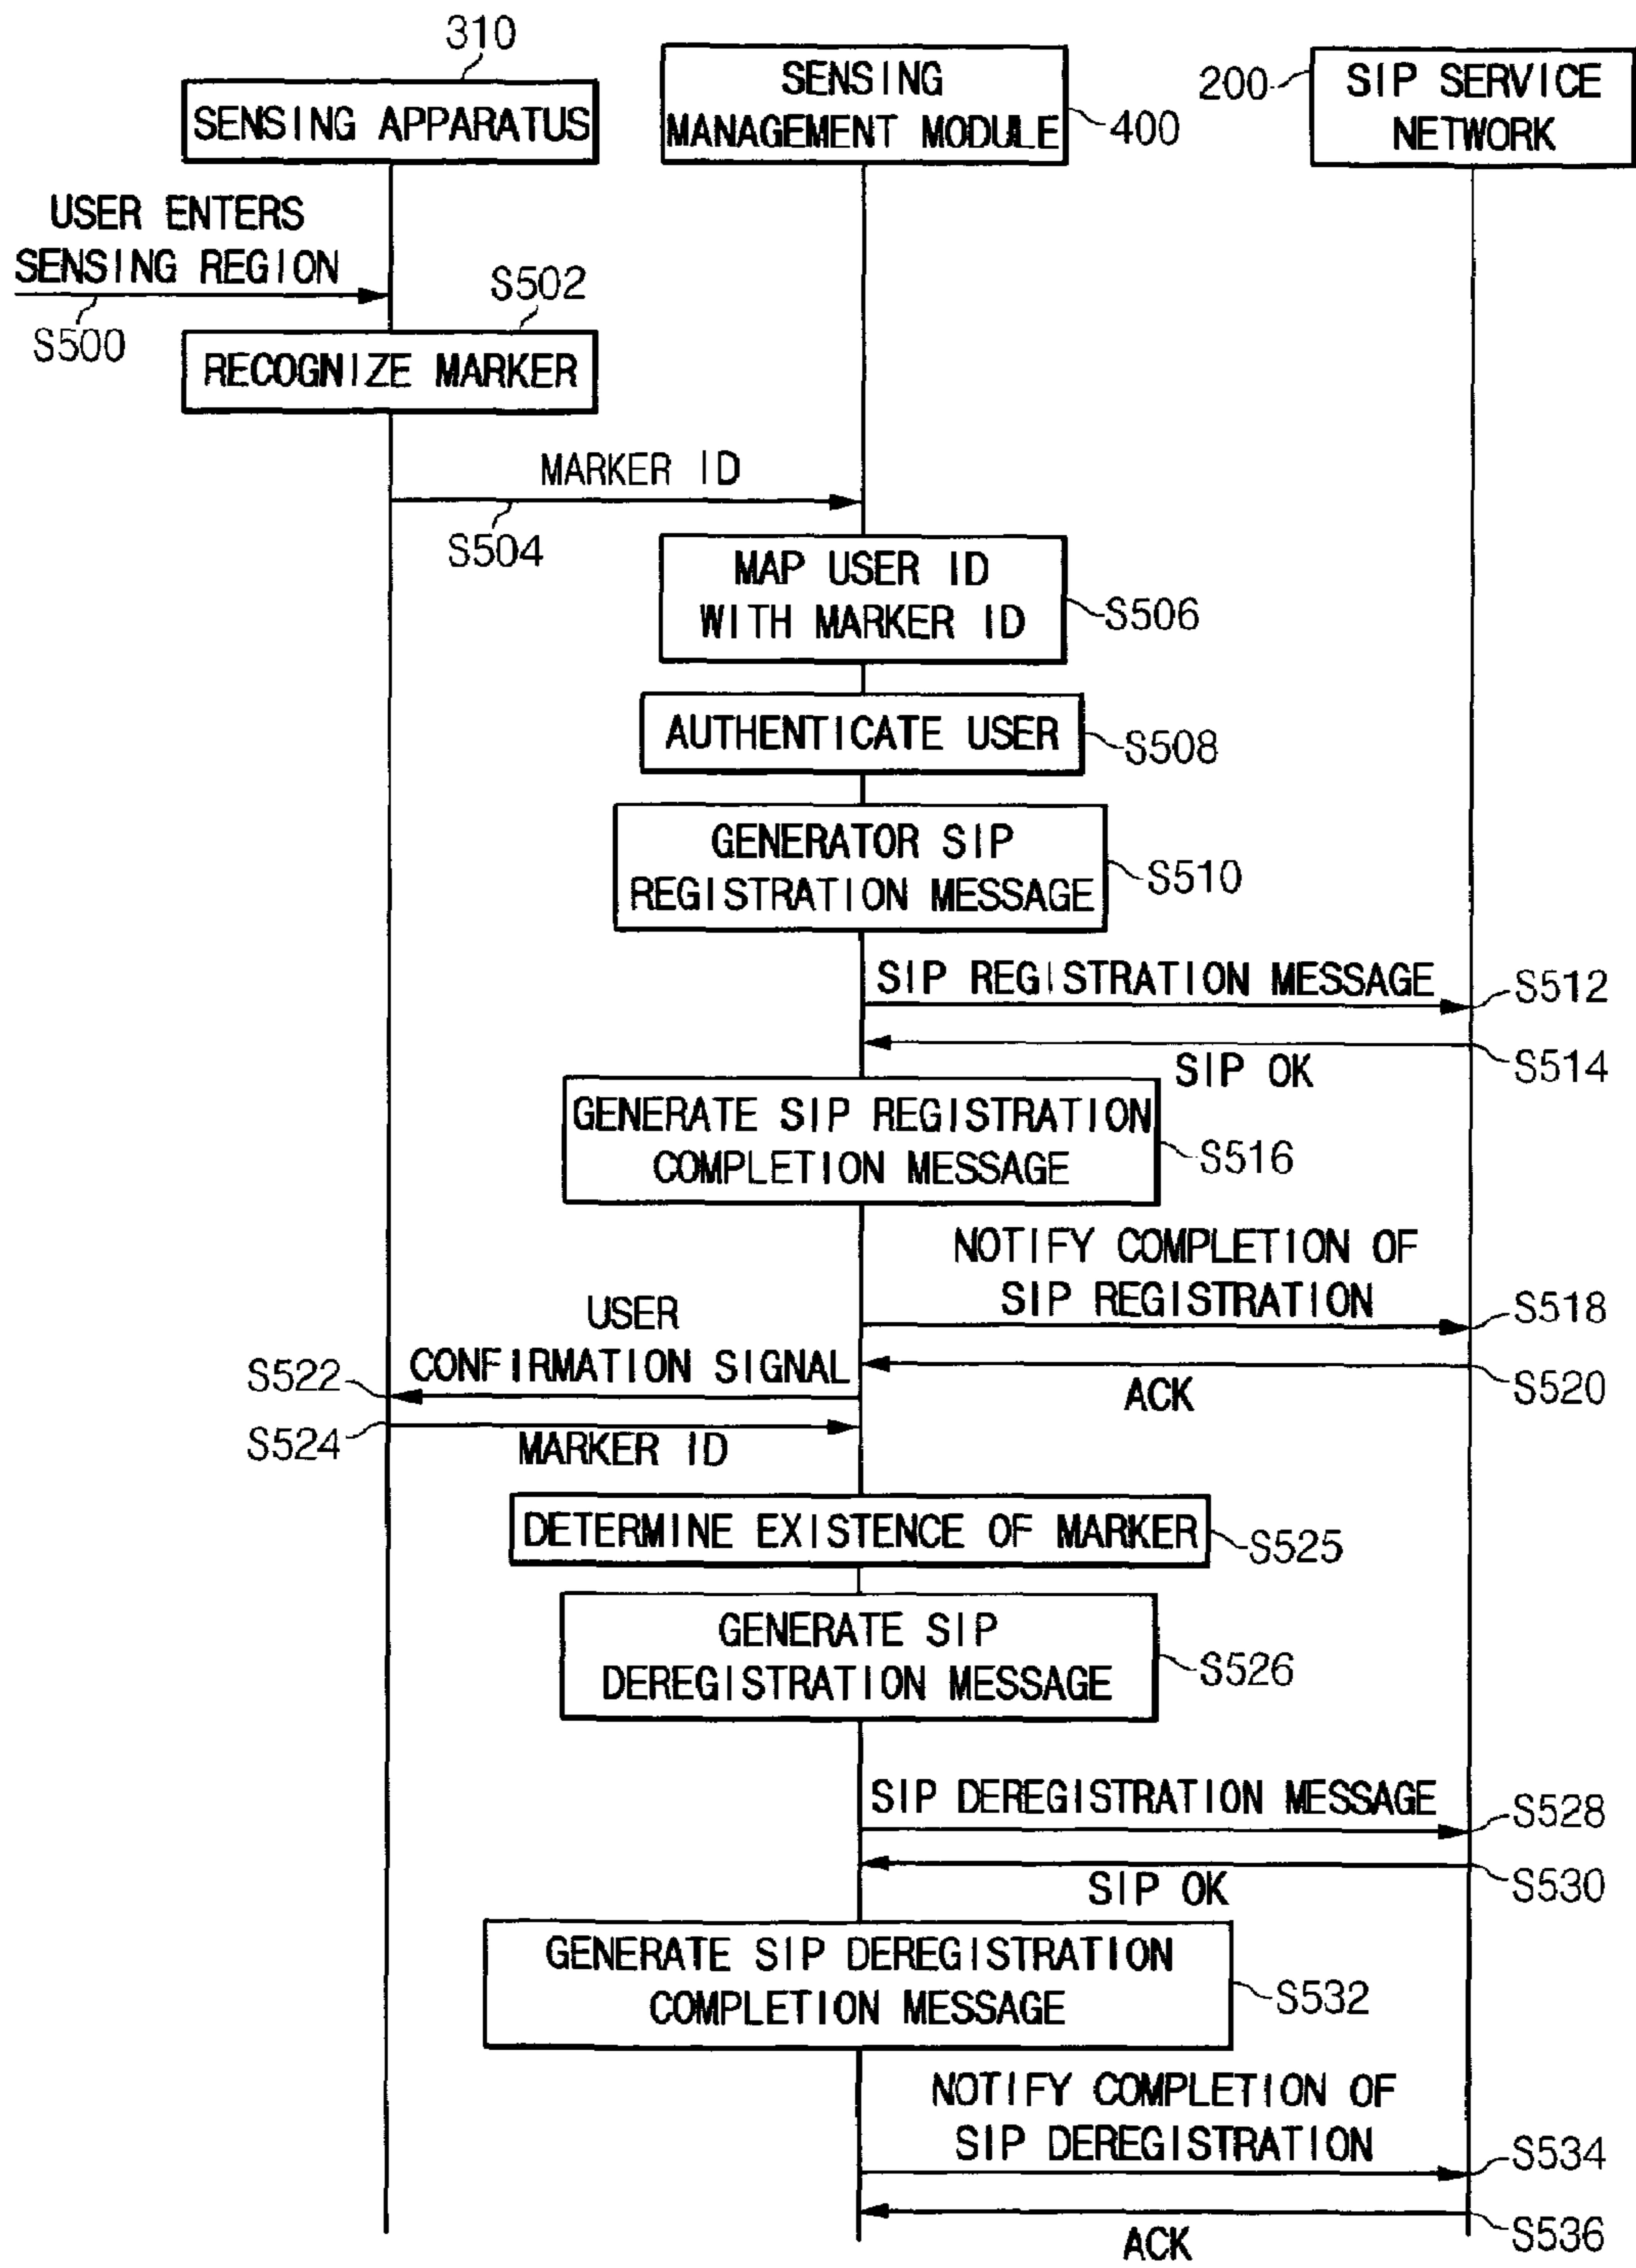 310
SENSING APPARATUS
SENSING
MANAGEMENT MODULE
400
200
SIP SERVICE
NETWORK
USER ENTERS
SENSING REGION
S500
S502
RECOGNIZE MARKER
MARKER ID
S504
MAP USER ID
WITH MARKER ID
S506
AUTHENTICATE USER
S508
GENERATOR SIP
REGISTRATION MESSAGE
S510
SIP REGISTRATION MESSAGE
S512
SIP OK
S514
GENERATE SIP REGISTRATION
COMPLETION MESSAGE
S516
NOTIFY COMPLETION OF
SIP REGISTRATION
S518
USER
CONFIRMATION SIGNAL
S522
ACK
S520
S524
MARKER ID
DETERMINE EXISTENCE OF MARKER
S525
GENERATE SIP
DEREGISTRATION MESSAGE
S526
SIP DEREGISTRATION MESSAGE
S528
SIP OK
S530
GENERATE SIP DEREGISTRATION
COMPLETION MESSAGE
S532
NOTIFY COMPLETION OF
SIP DEREGISTRATION
S534
ACK
S536